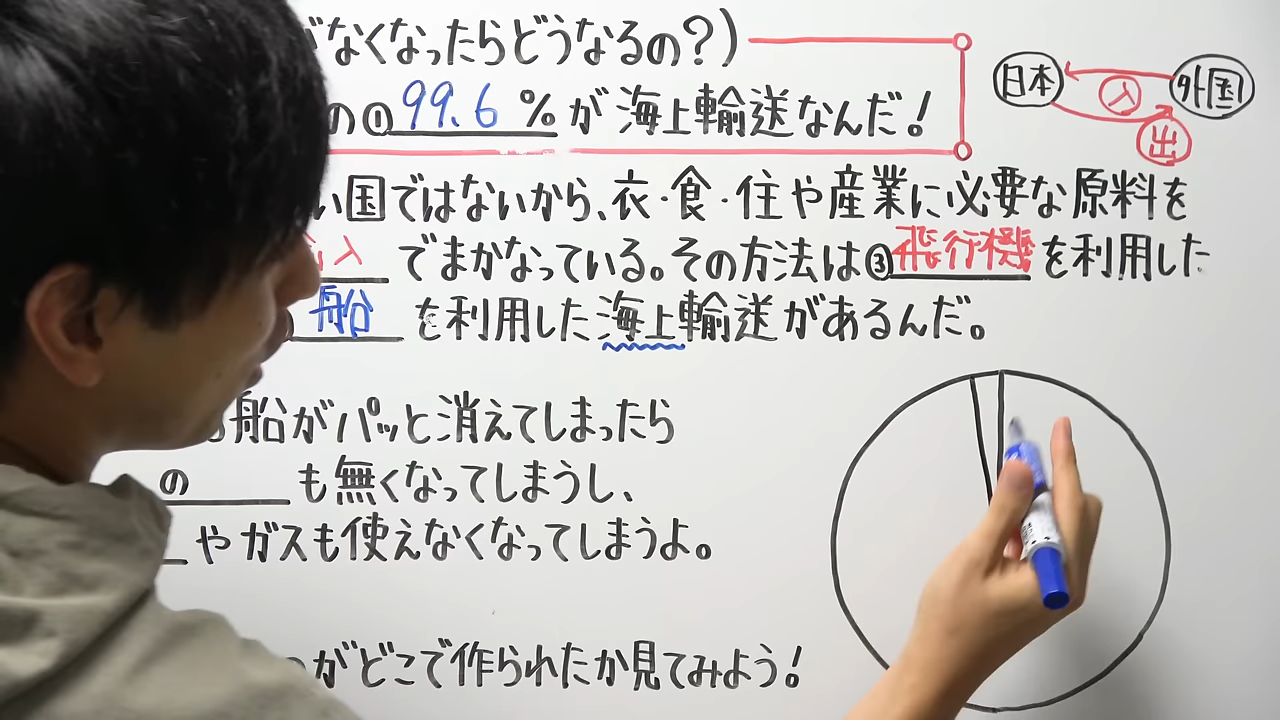 がなくなったらどうなるの？）
の①99.6％が海上輸送なんだ！
日本 入 出 外国
い国ではないから、衣・食・住や産業に必要な原料を
入でまかなっている。その方法は③飛行機を利用した
船を利用した海上輸送があるんだ。
船がパッと消えてしまったら
のも無くなってしまうし、
やガスも使えなくなってしまうよ。
がどこで作られたか見てみよう！